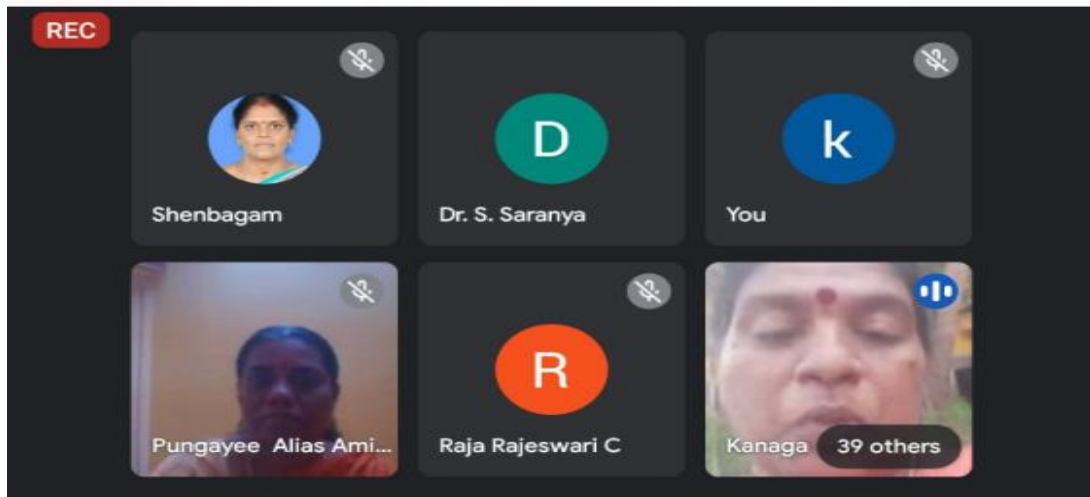 REC
D
k
Shenbagam
Dr. S. Saranya
You
R
Pungayee Alias Ami...
Raja Rajeswari C
Kanaga
39 others